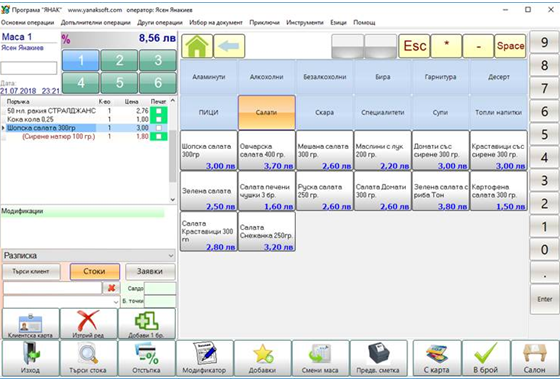 Програма "ЯНАК" www.yanaksoft.com оператор: Ясен Янакиев
Основни операции Допълнителни операции Други операции Избор на документ Приключи Инструменти Езици Помощ
Маса 1
Ясен Янакиев
% 8,56 лв
1 2 3
4 5 6
Дата:
21.07.2018 23:21
Поръчка К-во Цена Печат
50 мл. ракия СТРАЛДЖАНС 1 2,76
Кока кола 0,25 1 1,00
Шопска салата 300гр 1 3,00
(Сирене натюр 100 гр.) 1 1,80
Модификации
Разписка
Търси клиент Стоки Заявки
Салдо
Б. точки
Клиентска карта Изтрий ред Добави 1 бр.
Esc * - Space
Аламинути Алкохолни Безалкохолни Бира Гарнитура Десерт
ПИЦИ Салати Скара Специалитети Супи Топли напитки
Шопска салата 300гр 3,00 лв
Овчарска салата 400 гр. 3,70 лв
Мешана салата 300 гр. 2,60 лв
Маслини с лук 200 гр. 2,20 лв
Домати със сирене 300 гр. 3,00 лв
Краставици със сирене 300 гр. 3,00 лв
Зелена салата 2,50 лв
Салата печени чушки 3 бр. 1,60 лв
Руска салата 250 гр. 2,60 лв
Салата Домати 300 гр. 2,60 лв
Зелена салата с риба Тон 3,80 лв
Картофена салата 300 гр. 1,50 лв
Салата Краставици 300 гр 2,80 лв
Салата Снежанка 250гр. 3,20 лв
9
8
7
6
5
4
3
2
1
0
.
Enter
Изход Търси стока Отстъпка Модификатор Добавки Смени маса Предв. сметка С карта В брой Салон